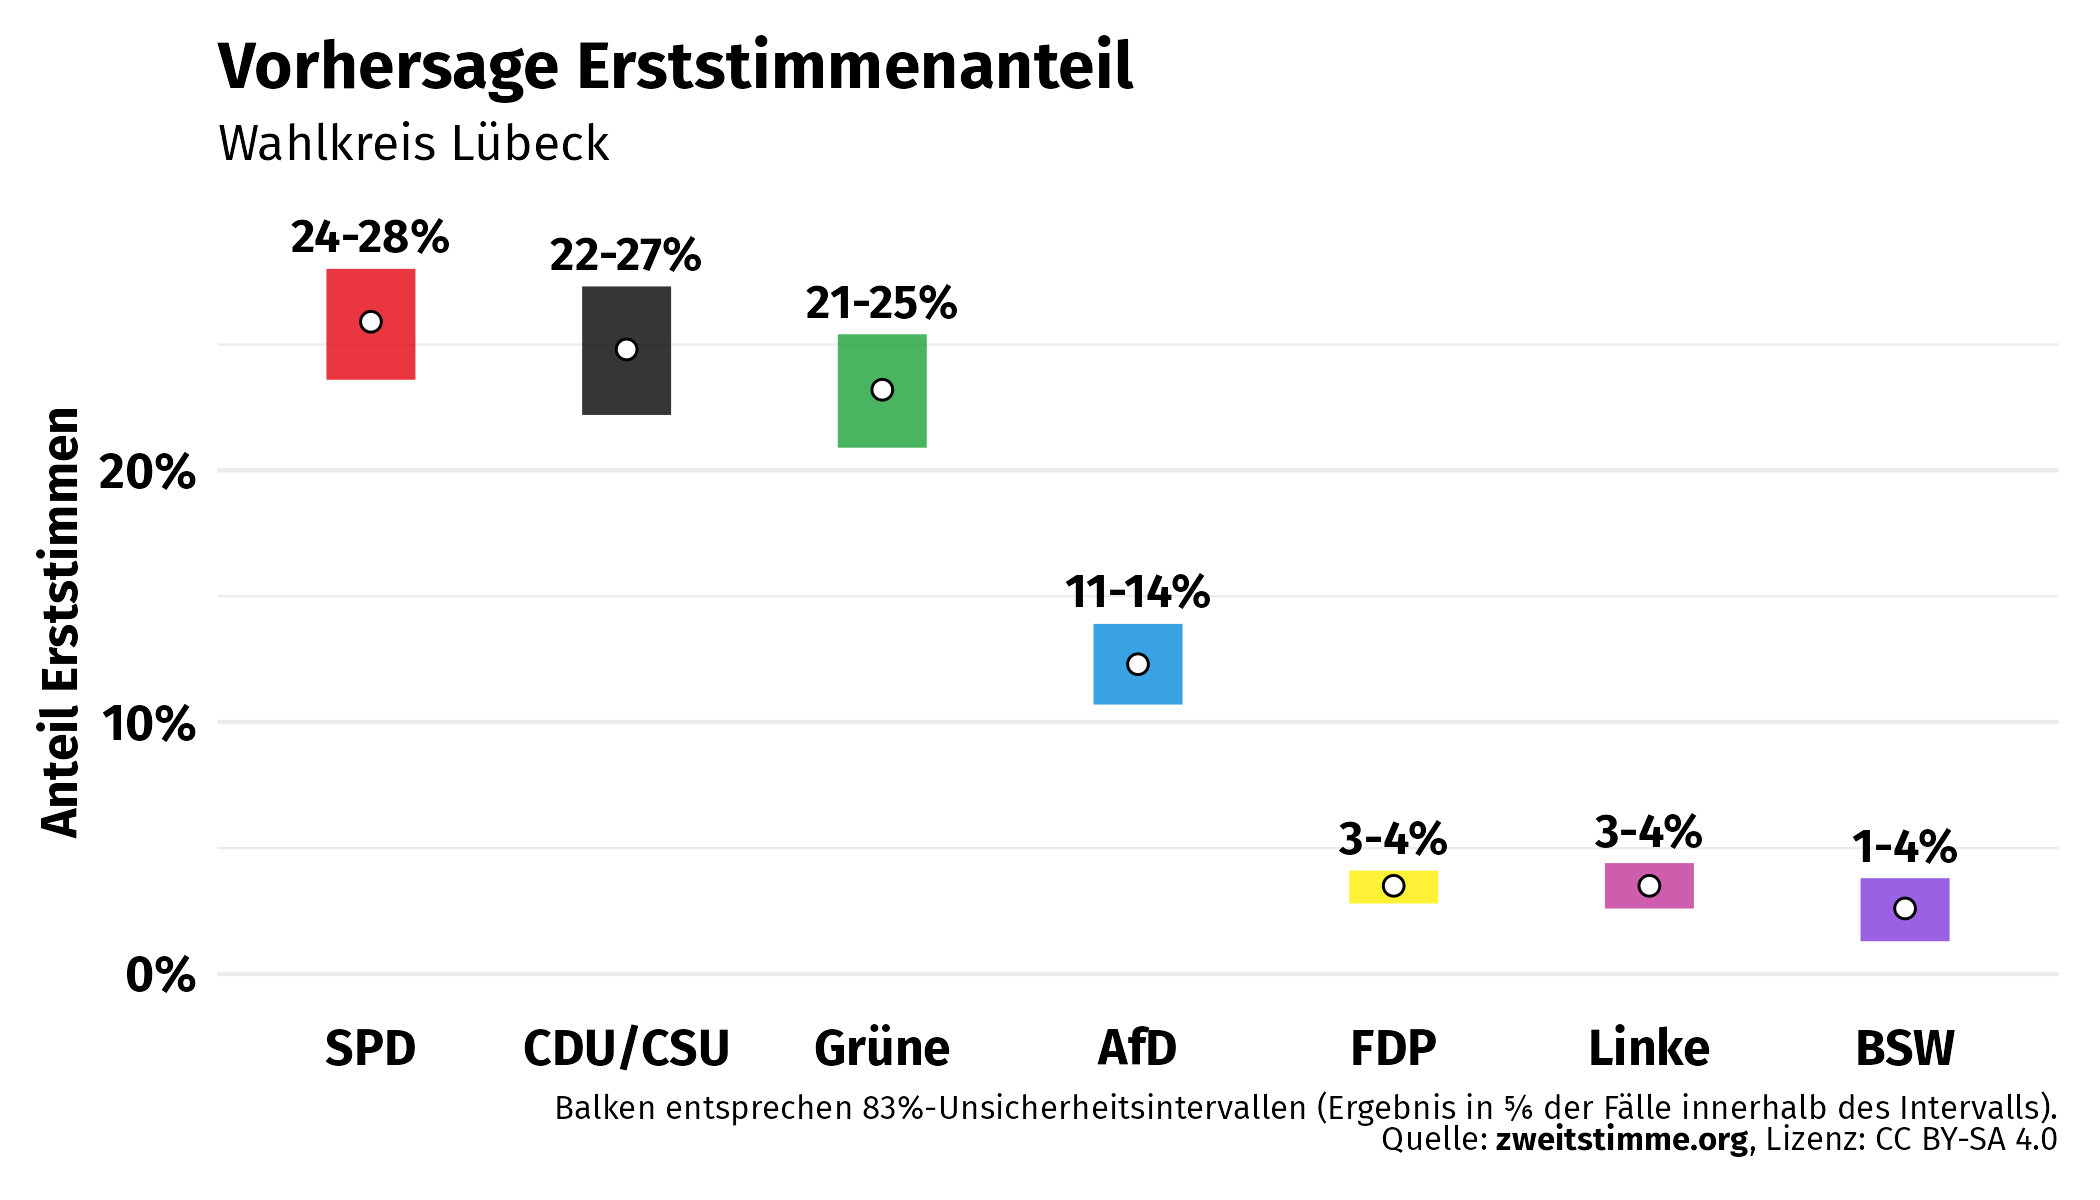 Vorhersage Erststimmenanteil
Wahlkreis Lübeck
24-28%
22-27%
21-25%
11-14%
3-4%
3-4%
1-4%
Anteil Erststimmen
20%
10%
0%
SPD
CDU/CSU
Grüne
AfD
FDP
Linke
BSW
Balken entsprechen 83%-Unsicherheitsintervallen (Ergebnis in ⅚ der Fälle innerhalb des Intervalls).
Quelle: zweitstimme.org, Lizenz: CC BY-SA 4.0